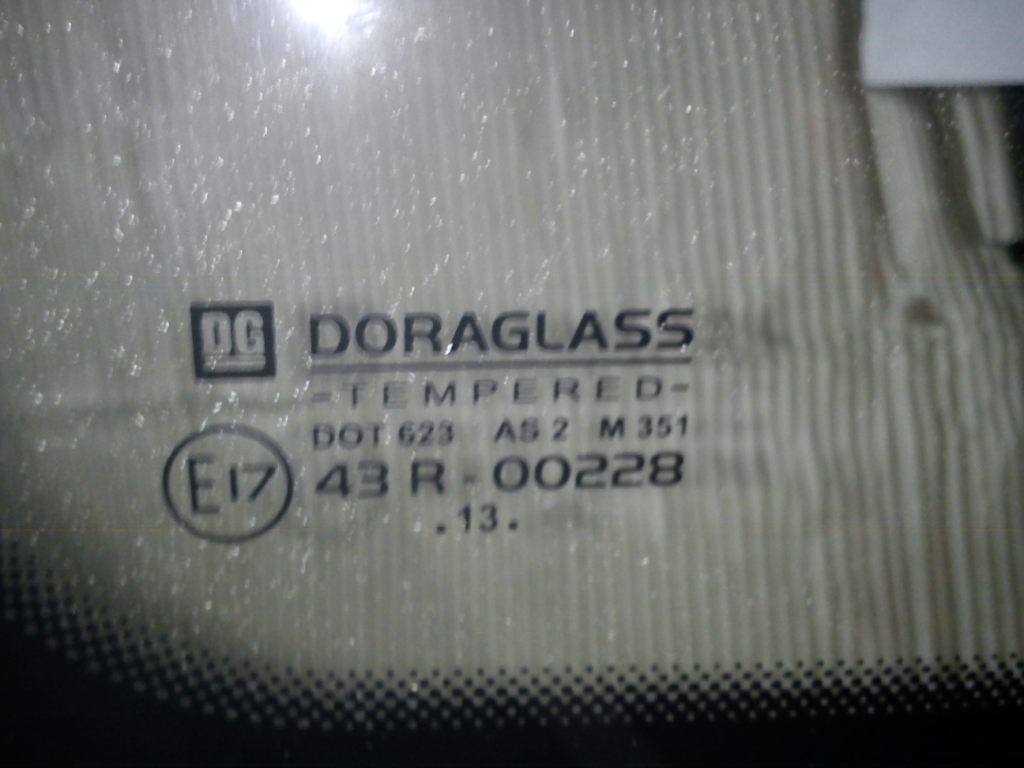 DG DORAGLASS
-TEMPERED-
DOT 623 AS 2 M 351
E17 43 R - 00228
.13.